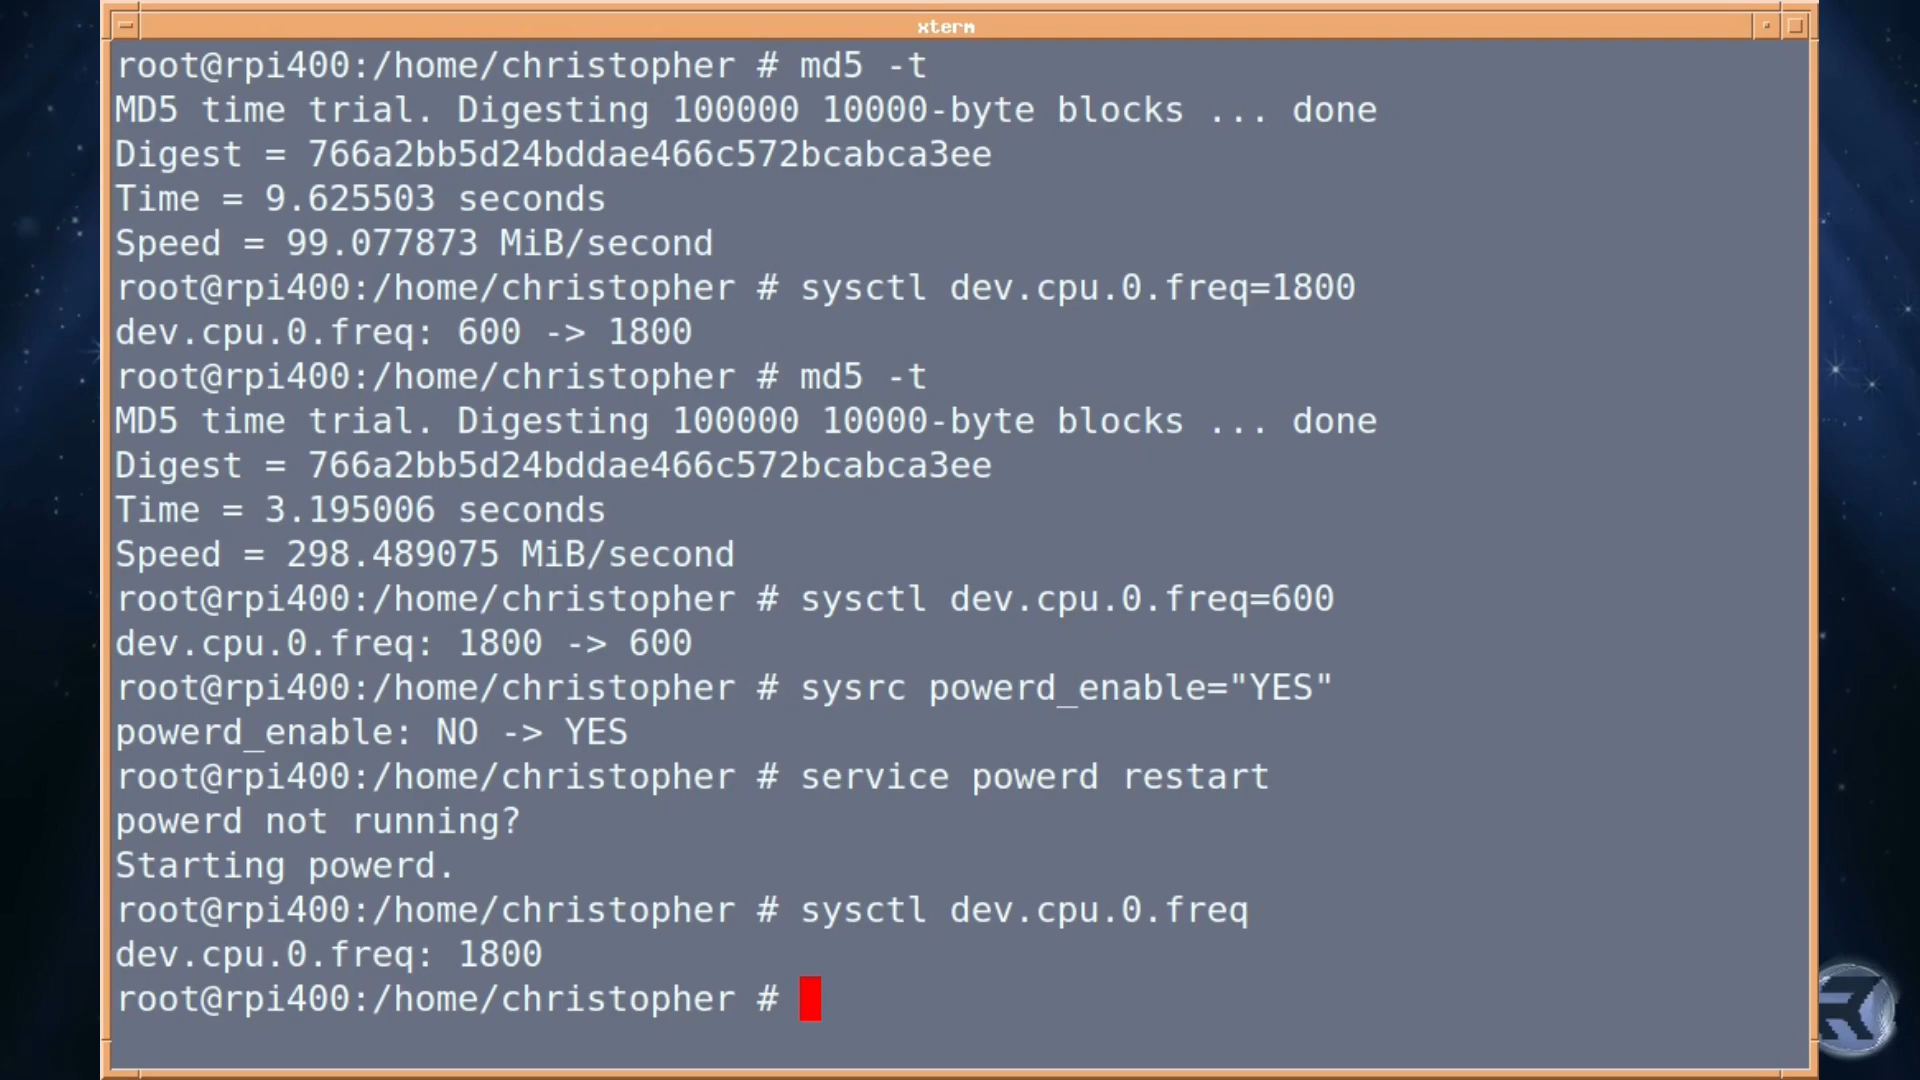 xterm
root@rpi400:/home/christopher # md5 -t
MD5 time trial. Digesting 100000 10000-byte blocks ... done
Digest = 766a2bb5d24bddae466c572bcabca3ee
Time = 9.625503 seconds
Speed = 99.077873 MiB/second
root@rpi400:/home/christopher # sysctl dev.cpu.0.freq=1800
dev.cpu.0.freq: 600 -> 1800
root@rpi400:/home/christopher # md5 -t
MD5 time trial. Digesting 100000 10000-byte blocks ... done
Digest = 766a2bb5d24bddae466c572bcabca3ee
Time = 3.195006 seconds
Speed = 298.489075 MiB/second
root@rpi400:/home/christopher # sysctl dev.cpu.0.freq=600
dev.cpu.0.freq: 1800 -> 600
root@rpi400:/home/christopher # sysrc powerd_enable="YES"
powerd_enable: NO -> YES
root@rpi400:/home/christopher # service powerd restart
powerd not running?
Starting powerd.
root@rpi400:/home/christopher # sysctl dev.cpu.0.freq
dev.cpu.0.freq: 1800
root@rpi400:/home/christopher #